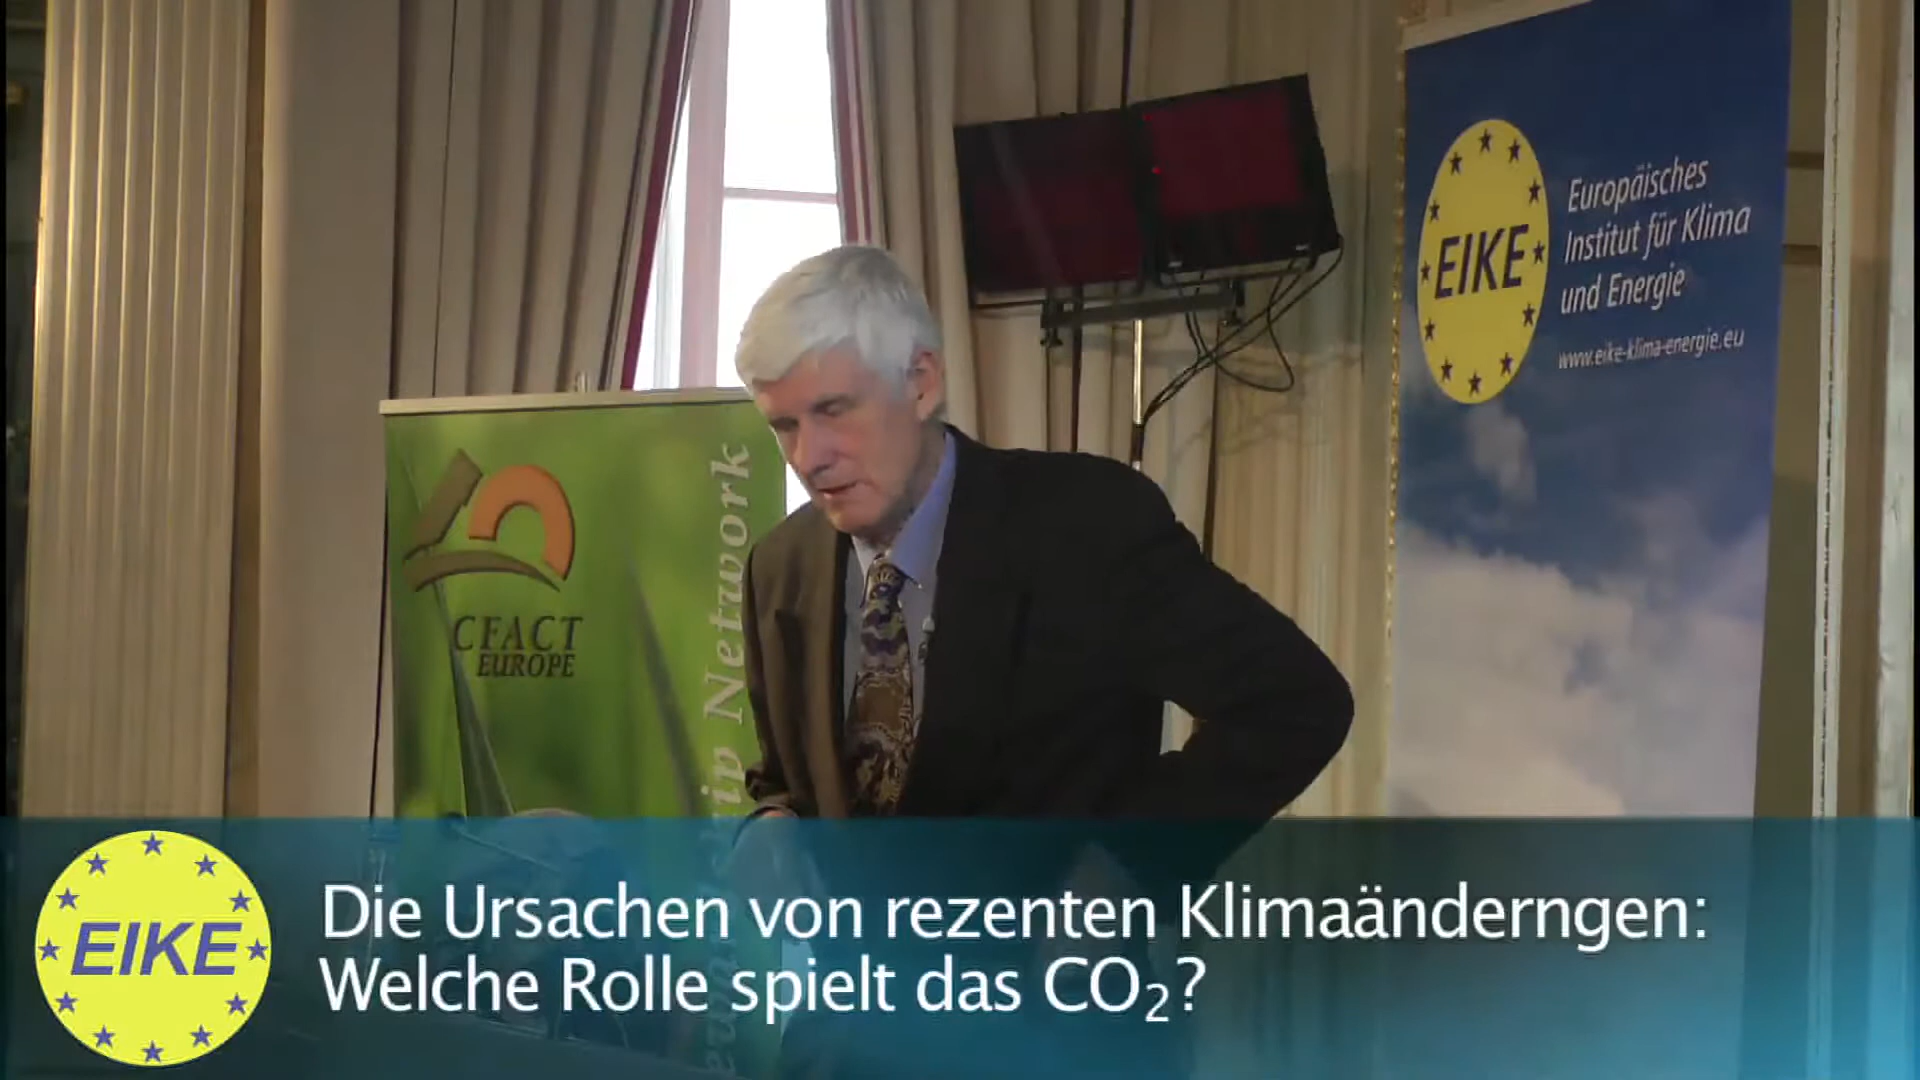 EIKE
Europäisches
Institut für Klima
und Energie
www.eike-klima-energie.eu
CFACT
EUROPE
Network
EIKE
Die Ursachen von rezenten Klimaänderngen:
Welche Rolle spielt das CO₂?